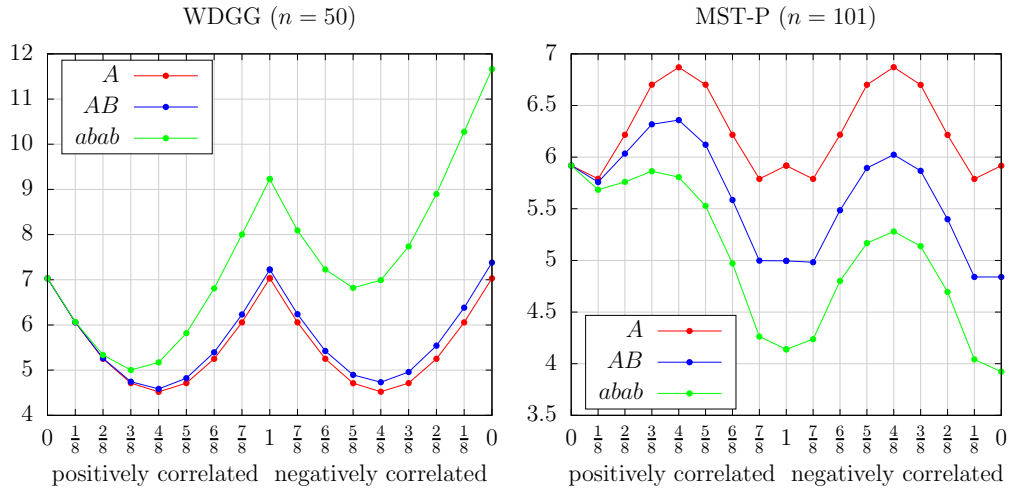 WDGG (n = 50)
12
11
10
9
8
7
6
5
4
A
AB
abab
0 1/8 2/8 3/8 4/8 5/8 6/8 7/8 1 7/8 6/8 5/8 4/8 3/8 2/8 1/8 0
positively correlated negatively correlated
MST-P (n = 101)
7
6.5
6
5.5
5
4.5
4
3.5
A
AB
abab
0 1/8 2/8 3/8 4/8 5/8 6/8 7/8 1 7/8 6/8 5/8 4/8 3/8 2/8 1/8 0
positively correlated negatively correlated